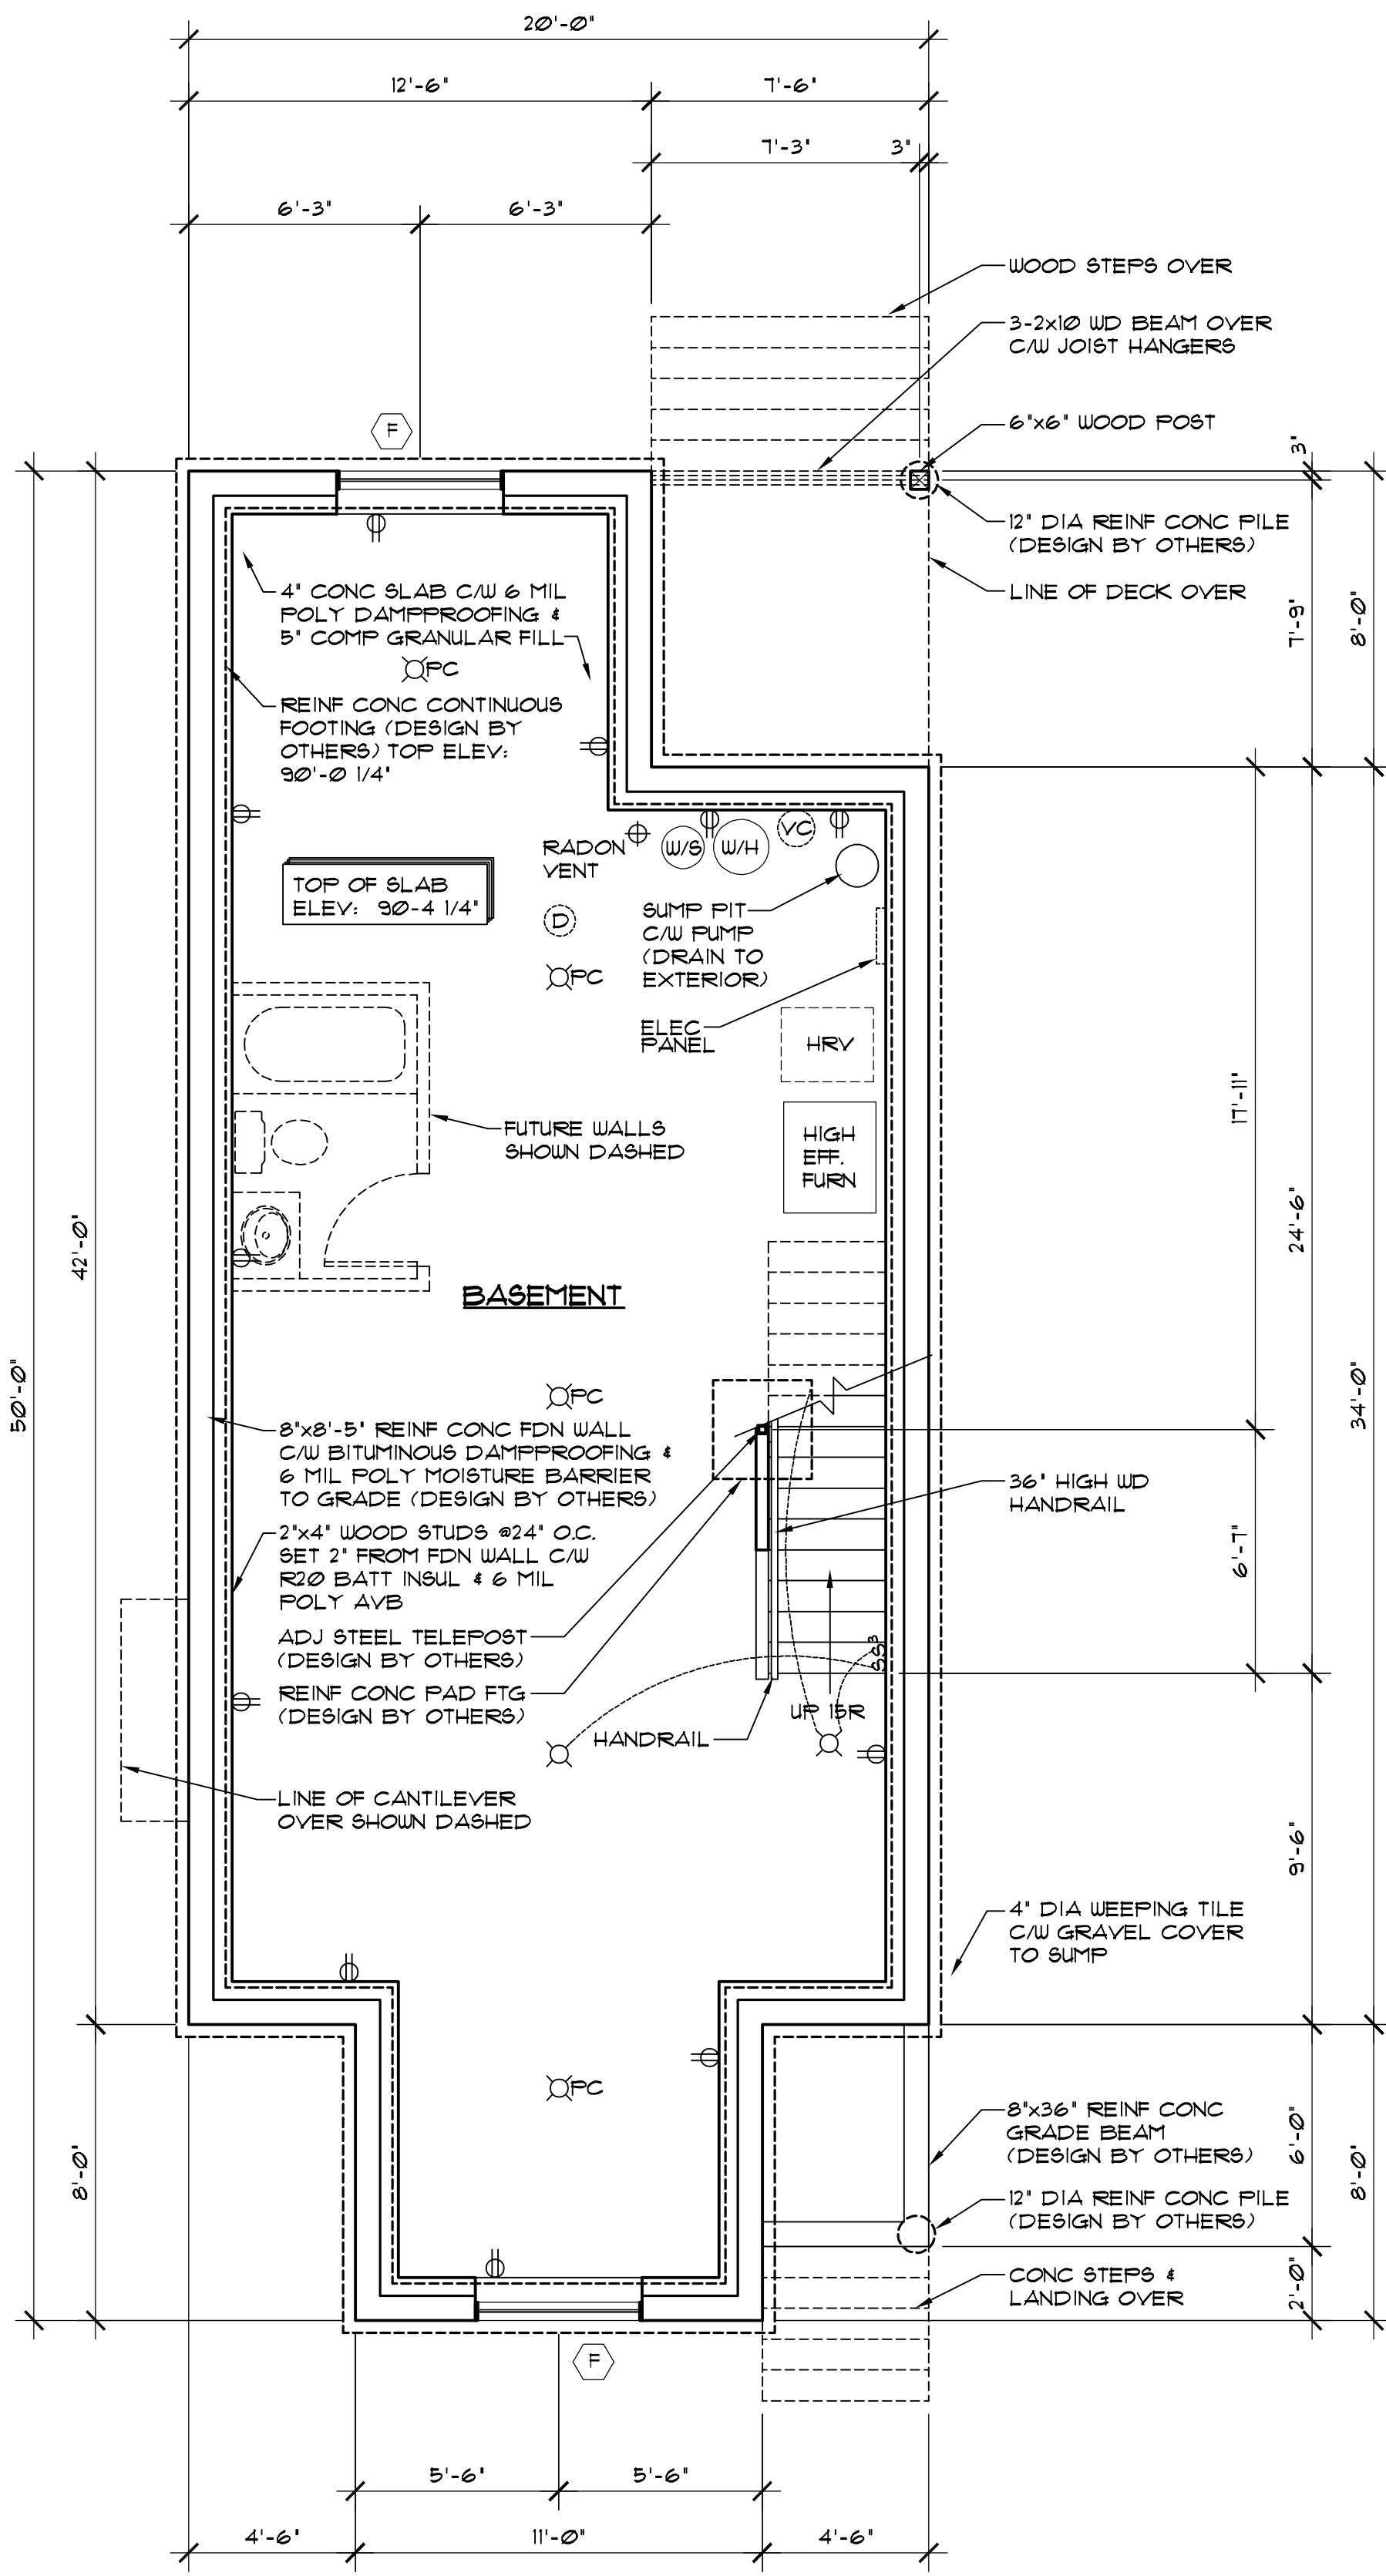 20'-0"
12'-6"
7'-6"
7'-3"
3"
6'-3"
6'-3"
WOOD STEPS OVER
3-2x10 WD BEAM OVER
C/W JOIST HANGERS
6"x6" WOOD POST
F
3"
12" DIA REINF CONC PILE
(DESIGN BY OTHERS)
LINE OF DECK OVER
7'-9"
8'-0"
4" CONC SLAB C/W 6 MIL
POLY DAMPPROOFING &
5" COMP GRANULAR FILL
PC
REINF CONC CONTINUOUS
FOOTING (DESIGN BY
OTHERS) TOP ELEV:
90'-0 1/4"
RADON
VENT
W/S
W/H
VC
TOP OF SLAB
ELEV: 90-4 1/4"
D
PC
SUMP PIT
C/W PUMP
(DRAIN TO
EXTERIOR)
ELEC
PANEL
HRV
HIGH
EFF.
FURN
FUTURE WALLS
SHOWN DASHED
17'-11"
24'-6"
34'-0"
42'-0"
50'-0"
BASEMENT
PC
8"x8'-5" REINF CONC FDN WALL
C/W BITUMINOUS DAMPPROOFING &
6 MIL POLY MOISTURE BARRIER
TO GRADE (DESIGN BY OTHERS)
2"x4" WOOD STUDS @24" O.C.
SET 2" FROM FDN WALL C/W
R20 BATT INSUL & 6 MIL
POLY AVB
ADJ STEEL TELEPOST
(DESIGN BY OTHERS)
REINF CONC PAD FTG
(DESIGN BY OTHERS)
36" HIGH WD
HANDRAIL
6'-7"
S S3
UP 15R
HANDRAIL
LINE OF CANTILEVER
OVER SHOWN DASHED
9'-6"
4" DIA WEEPING TILE
C/W GRAVEL COVER
TO SUMP
PC
8"x36" REINF CONC
GRADE BEAM
(DESIGN BY OTHERS)
12" DIA REINF CONC PILE
(DESIGN BY OTHERS)
CONC STEPS &
LANDING OVER
6'-0"
8'-0"
2'-0"
8'-0"
F
5'-6"
5'-6"
4'-6"
11'-0"
4'-6"